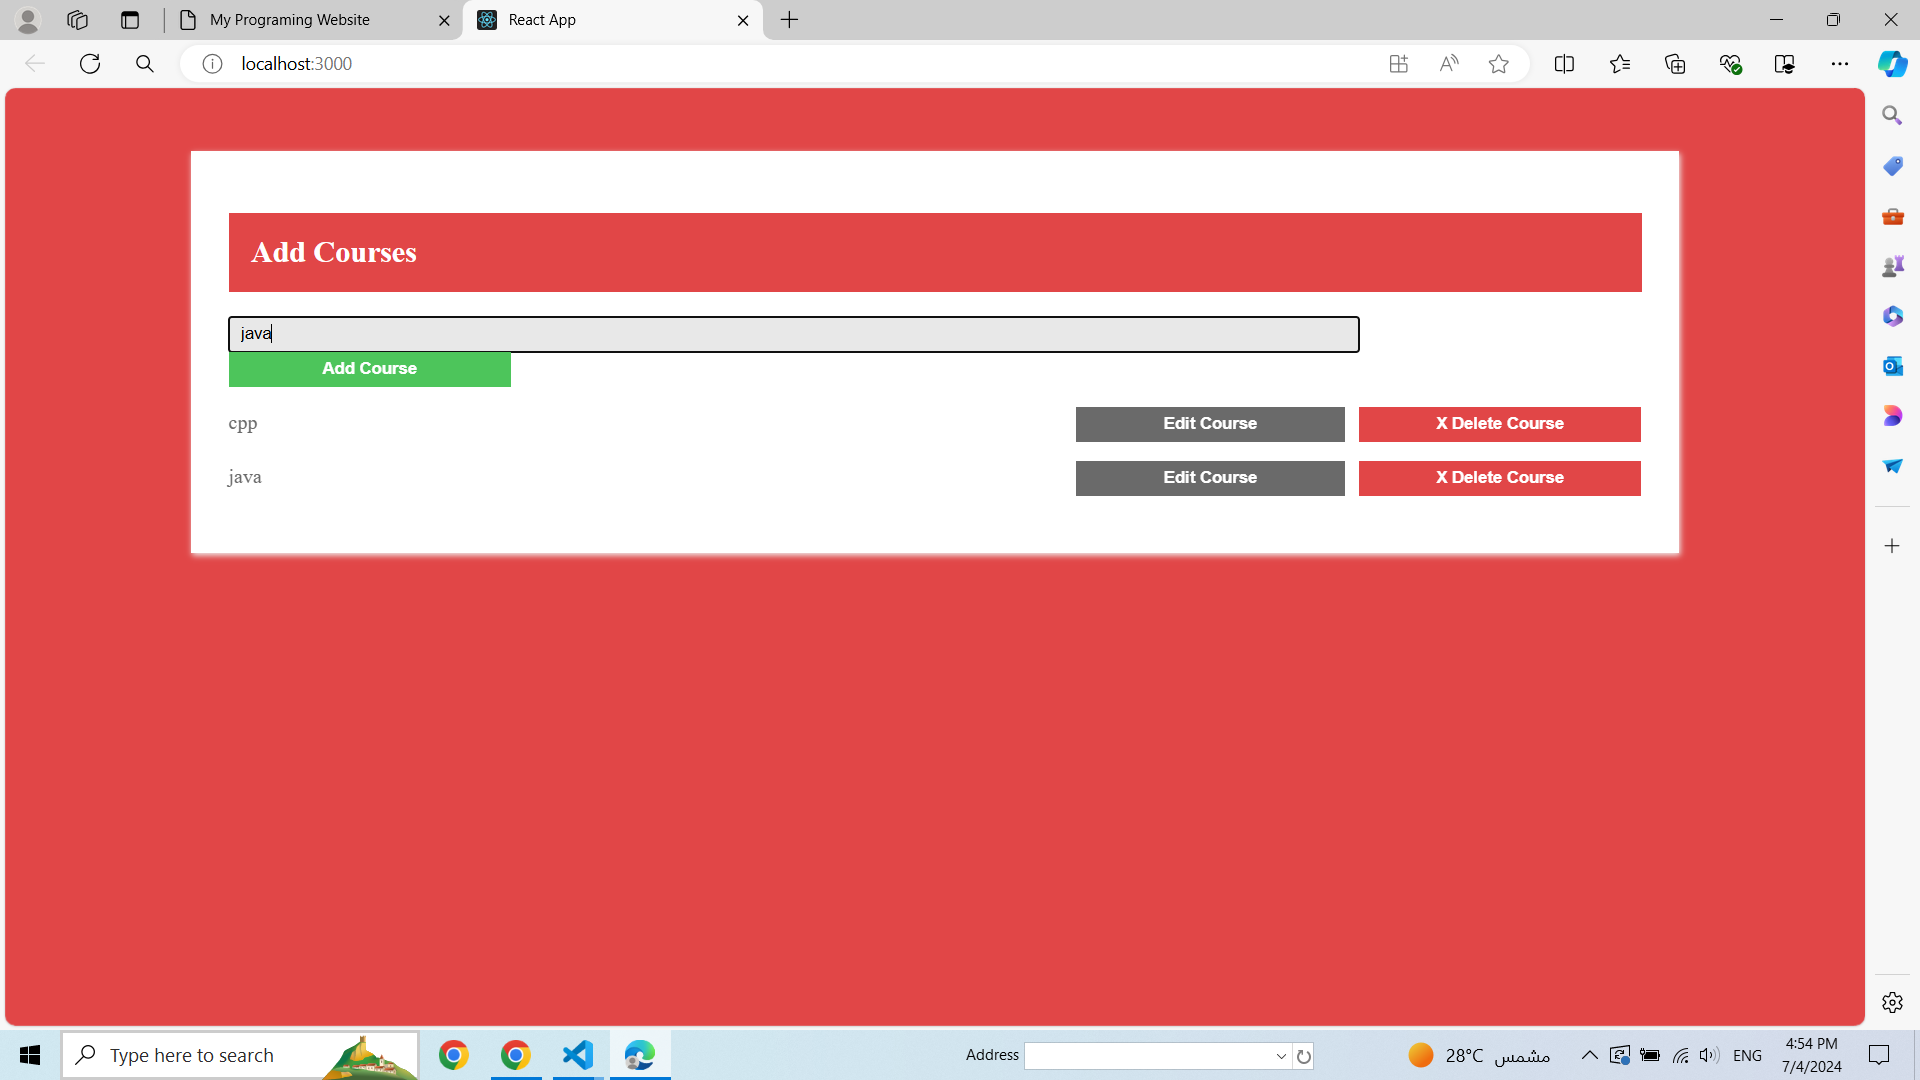 My Programing Website
React App
localhost:3000
Add Courses
java
Add Course
cpp
Edit Course
X Delete Course
java
Edit Course
X Delete Course
Type here to search
Address
28°C مشمس
ENG
4:54 PM
7/4/2024